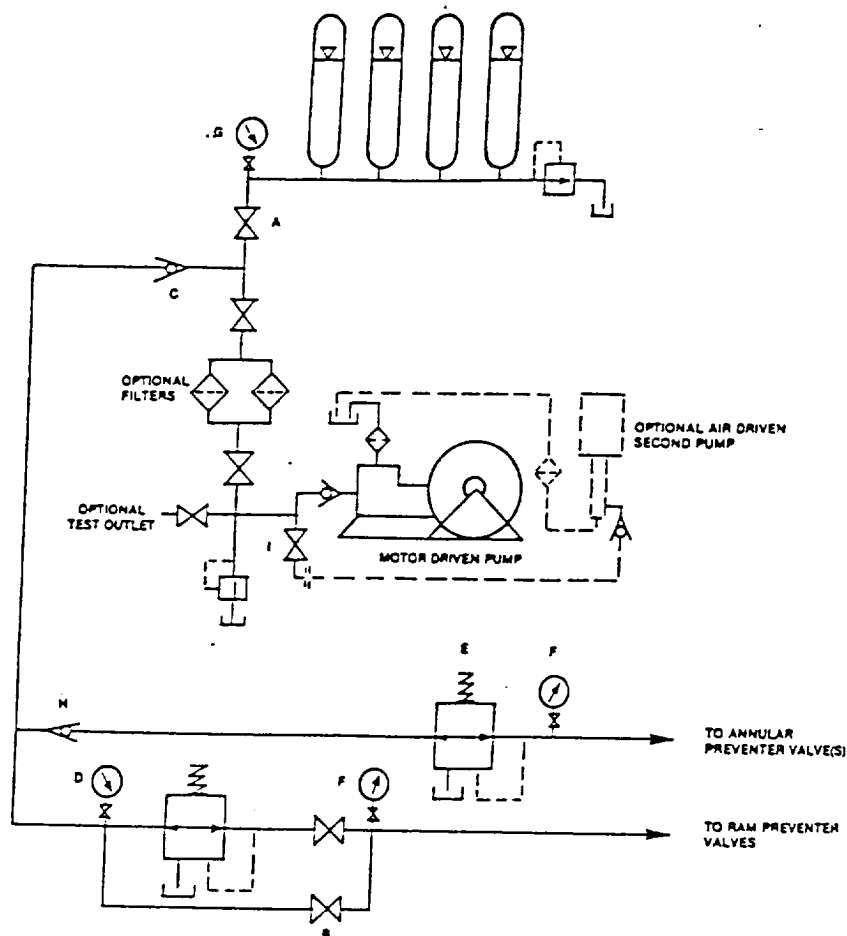 G
A
C
OPTIONAL
FILTERS
OPTIONAL AIR DRIVEN
SECOND PUMP
OPTIONAL
TEST OUTLET
I
MOTOR DRIVEN PUMP
E
F
H
TO ANNULAR
PREVENTER VALVE(S)
D
F
TO RAM PREVENTER
VALVES
B